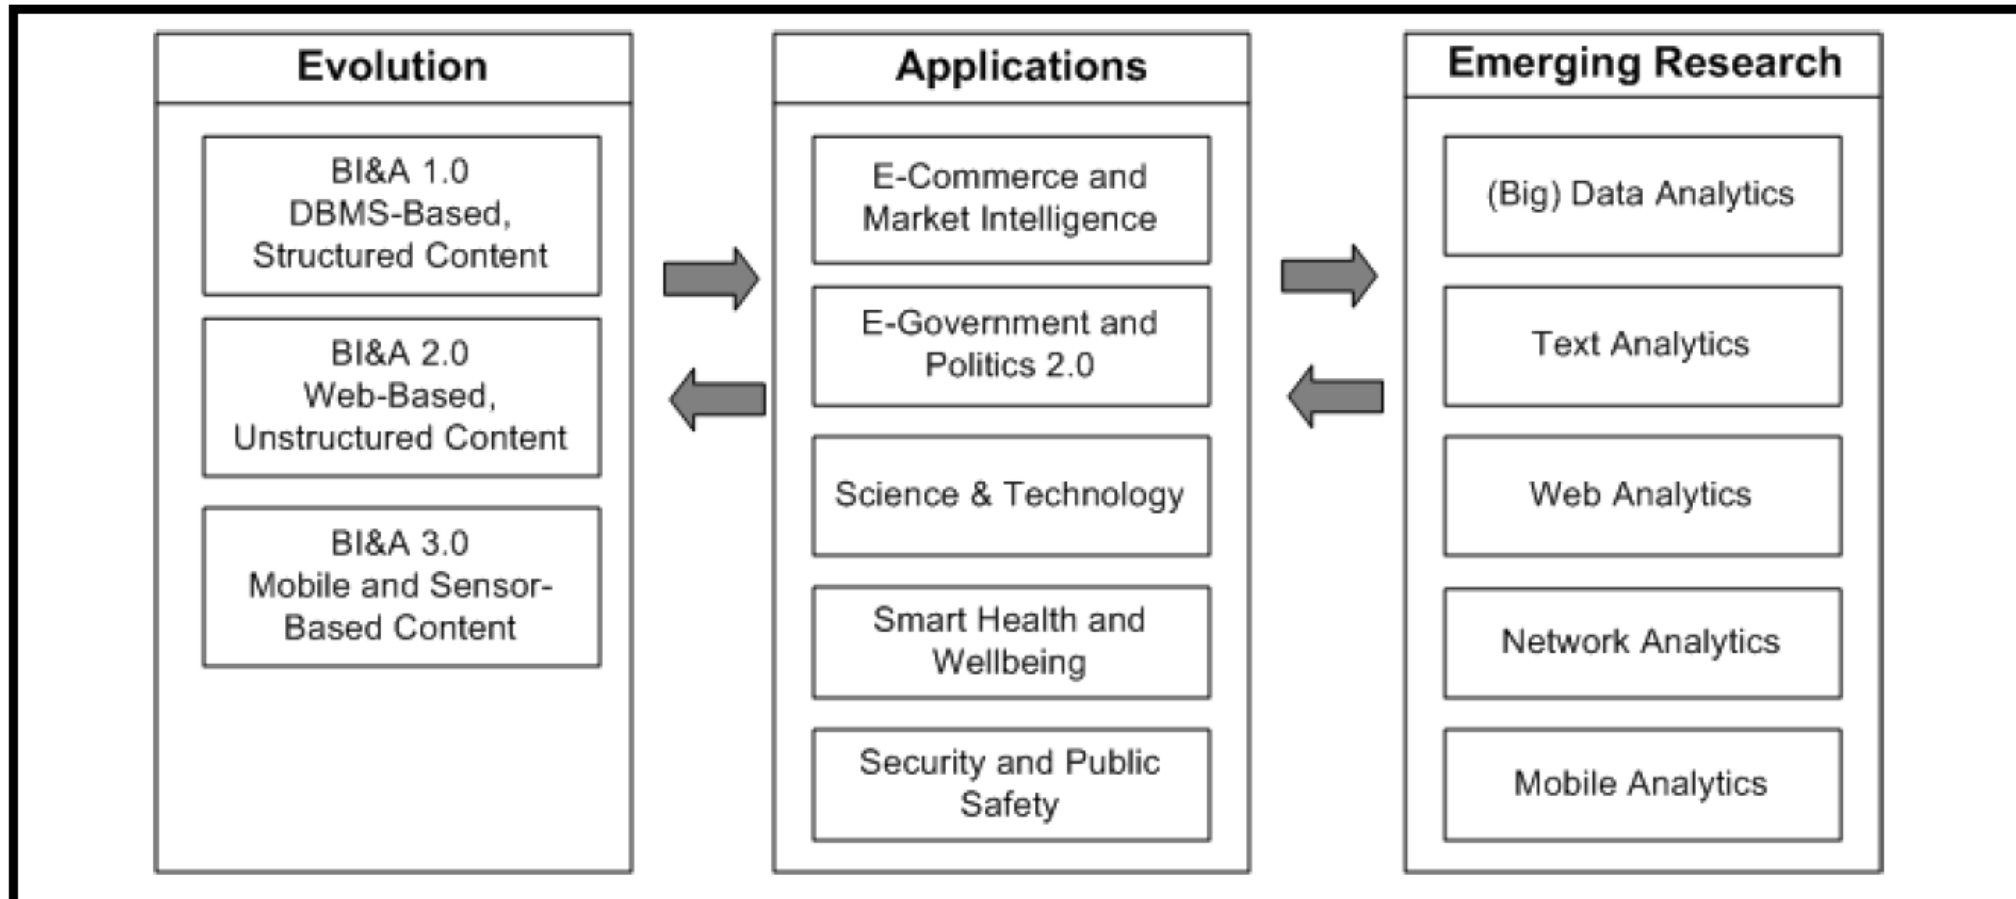 Evolution
BI&A 1.0
DBMS-Based,
Structured Content
BI&A 2.0
Web-Based,
Unstructured Content
BI&A 3.0
Mobile and Sensor-
Based Content
Applications
E-Commerce and
Market Intelligence
E-Government and
Politics 2.0
Science & Technology
Smart Health and
Wellbeing
Security and Public
Safety
Emerging Research
(Big) Data Analytics
Text Analytics
Web Analytics
Network Analytics
Mobile Analytics